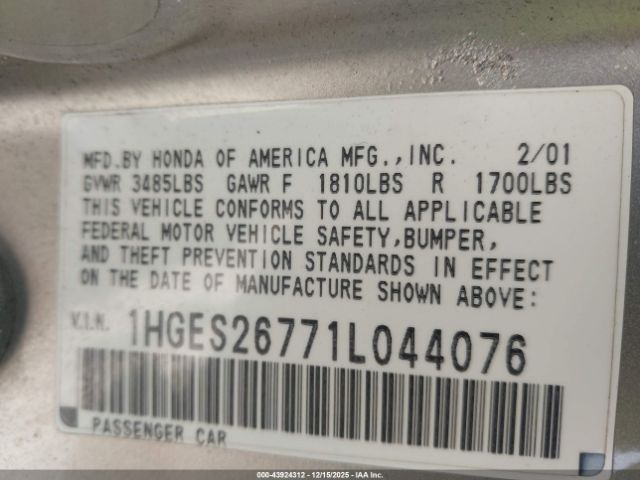 MFD.BY HONDA OF AMERICA MFG.,INC. 2/01
GVWR 3485LBS GAWR F 1810LBS R 1700LBS
THIS VEHICLE CONFORMS TO ALL APPLICABLE
FEDERAL MOTOR VEHICLE SAFETY,BUMPER,
AND THEFT PREVENTION STANDARDS IN EFFECT
ON THE DATE OF MANUFACTURE SHOWN ABOVE:
V.I.N. 1HGES26771L044076
PASSENGER CAR
000-43924312 - 12/15/2025 - IAAI.com